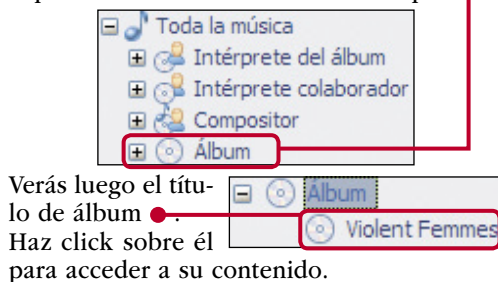 Toda la música
Intérprete del álbum
Intérprete colaborador
Compositor
Álbum
Verás luego el títu-
lo de álbum .
Haz click sobre él
para acceder a su contenido.
Álbum
Violent Femmes